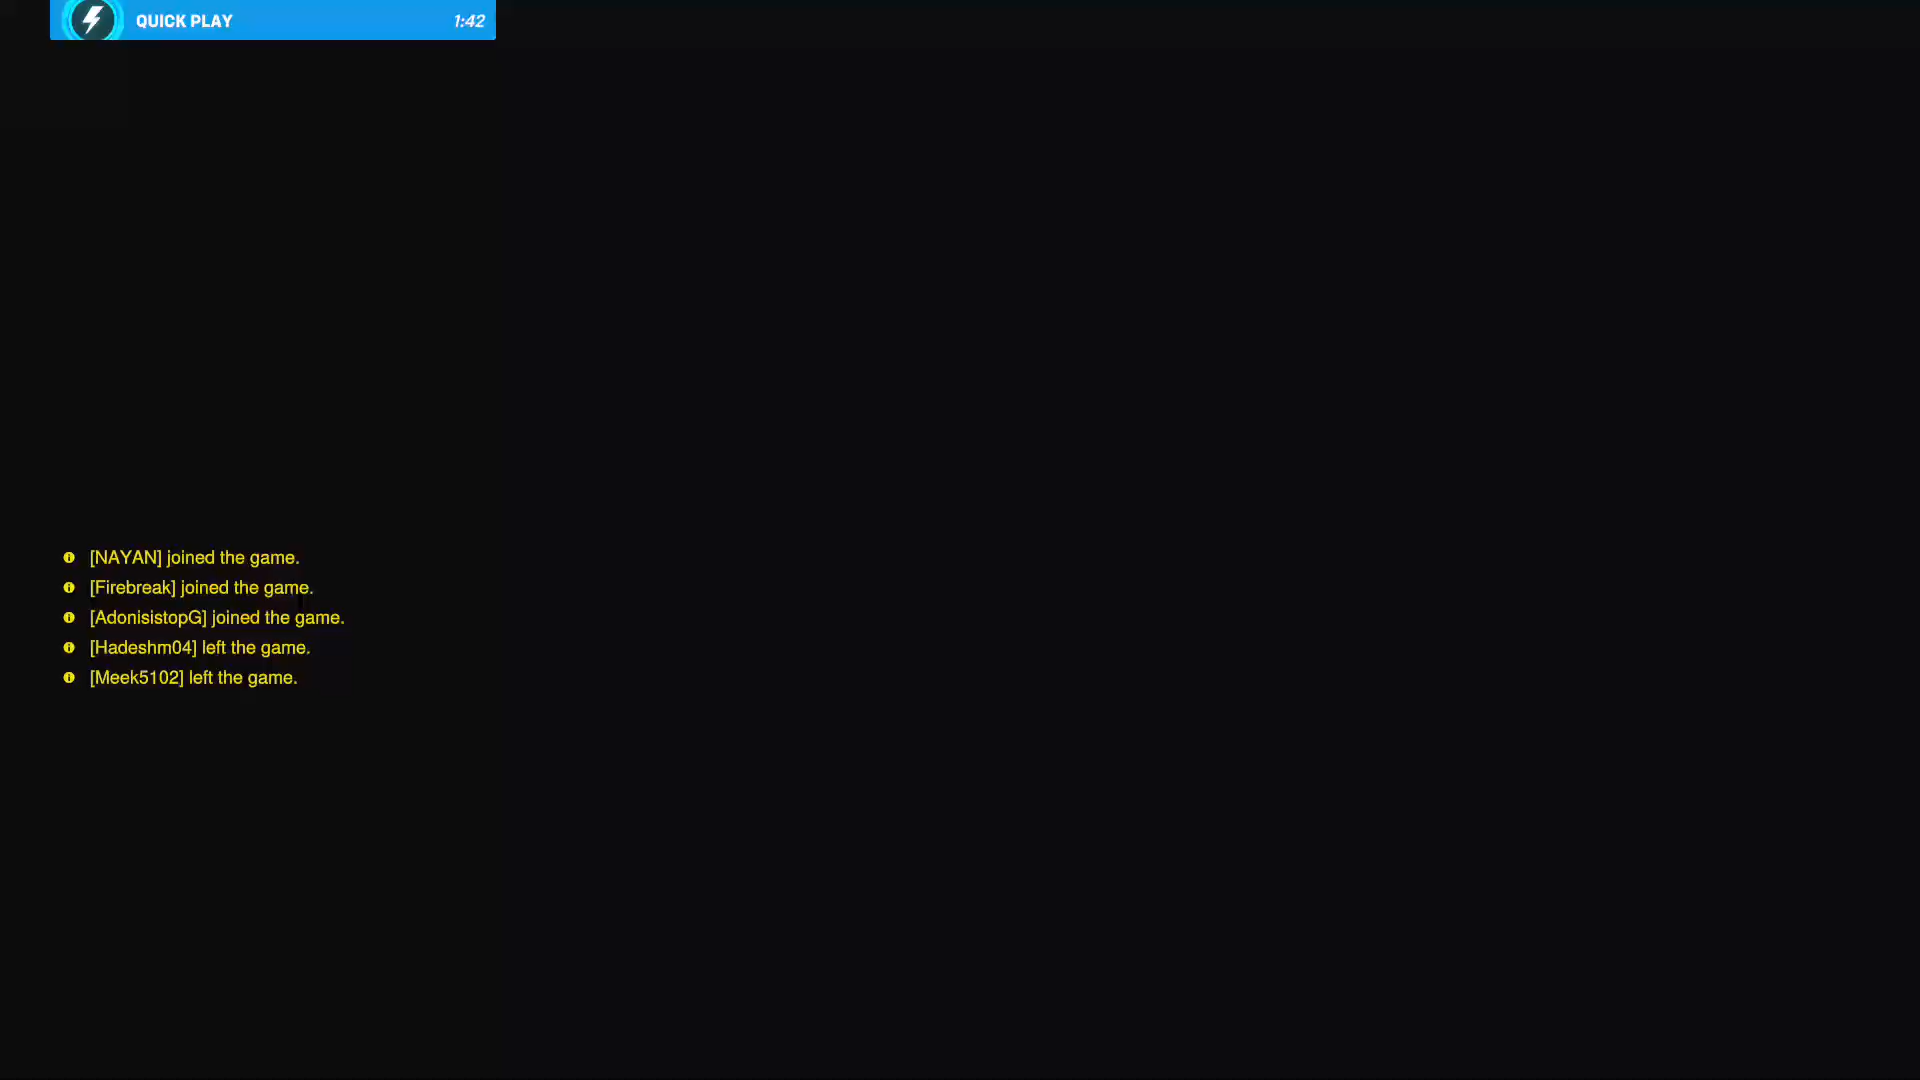 QUICK PLAY 1:42
[NAYAN] joined the game.
[Firebreak] joined the game.
[AdonisistopG] joined the game.
[Hadeshm04] left the game.
[Meek5102] left the game.